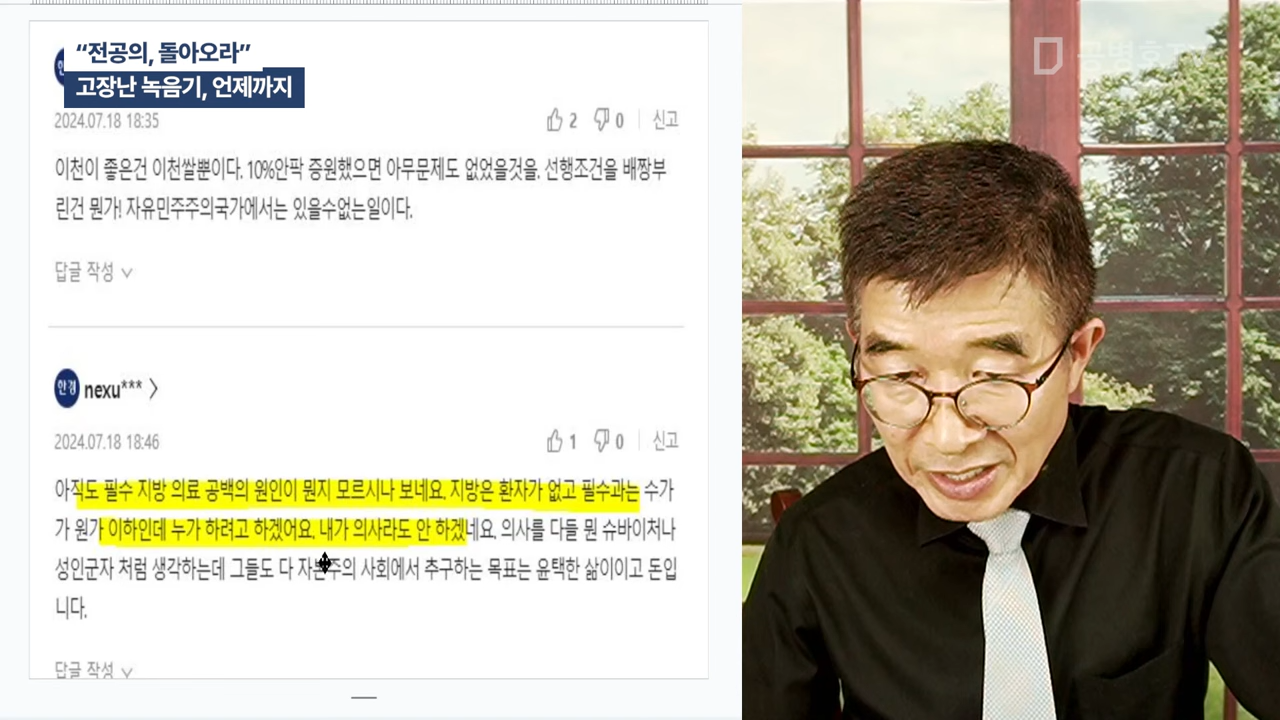 “전공의, 돌아오라”
고장난 녹음기, 언제까지
2024.07.18 18:35
2 0 신고
이천이 좋은건 이천쌀뿐이다. 10%안팍 증원했으면 아무문제도 없었을것을. 선행조건을 배짱부
린건 뭔가! 자유민주주의국가에서는 있을수없는일이다.
답글 작성
한경 nexu***
2024.07.18 18:46
1 0 신고
아직도 필수 지방 의료 공백의 원인이 뭔지 모르시나 보네요. 지방은 환자가 없고 필수과는 수가
가 원가 이하인데 누가 하려고 하겠어요. 내가 의사라도 안 하겠네요. 의사를 다들 뭔 슈바이처나
성인군자 처럼 생각하는데 그들도 다 자본주의 사회에서 추구하는 목표는 윤택한 삶이이고 돈입
니다.
답글 작성
공병호